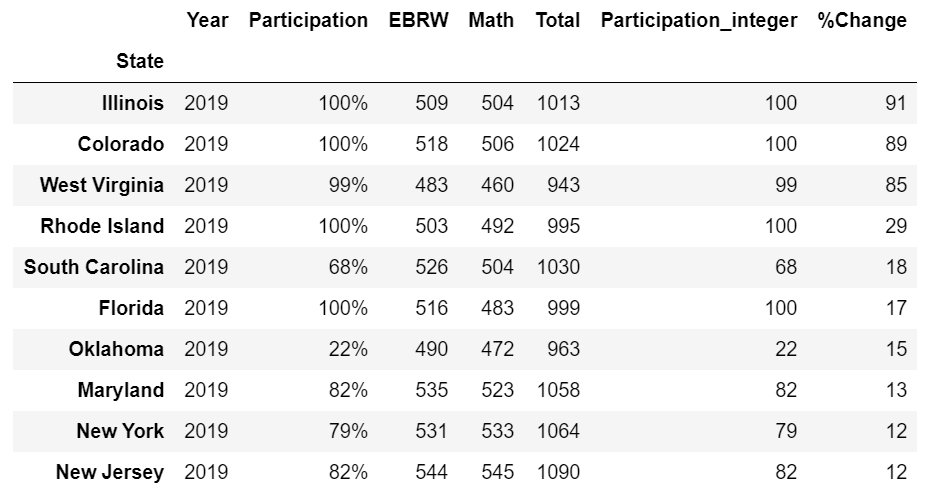 Year Participation EBRW Math Total Participation_integer %Change
State
Illinois 2019 100% 509 504 1013 100 91
Colorado 2019 100% 518 506 1024 100 89
West Virginia 2019 99% 483 460 943 99 85
Rhode Island 2019 100% 503 492 995 100 29
South Carolina 2019 68% 526 504 1030 68 18
Florida 2019 100% 516 483 999 100 17
Oklahoma 2019 22% 490 472 963 22 15
Maryland 2019 82% 535 523 1058 82 13
New York 2019 79% 531 533 1064 79 12
New Jersey 2019 82% 544 545 1090 82 12